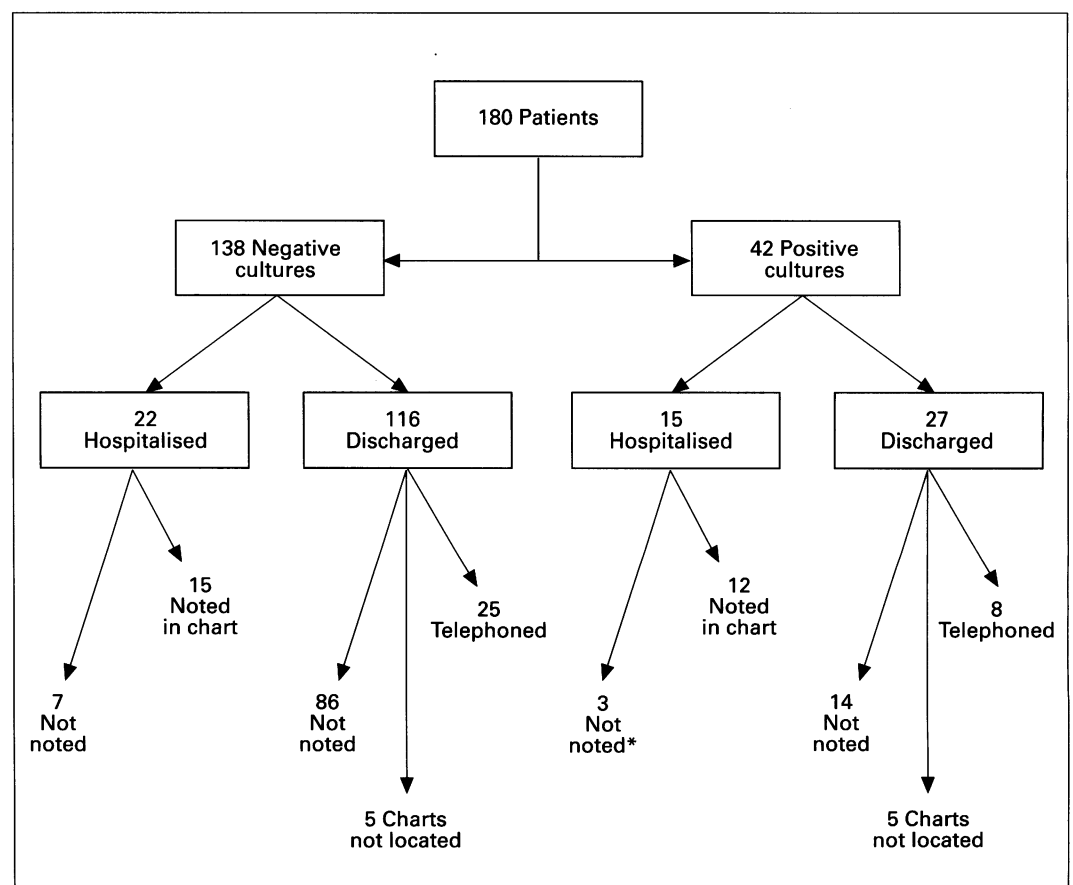 180 Patients
138 Negative
cultures
42 Positive
cultures
22
Hospitalised
116
Discharged
15
Hospitalised
27
Discharged
15
Noted
in chart
25
Telephoned
12
Noted
in chart
8
Telephoned
7
Not
noted
86
Not
noted
3
Not
noted*
14
Not
noted
5 Charts
not located
5 Charts
not located